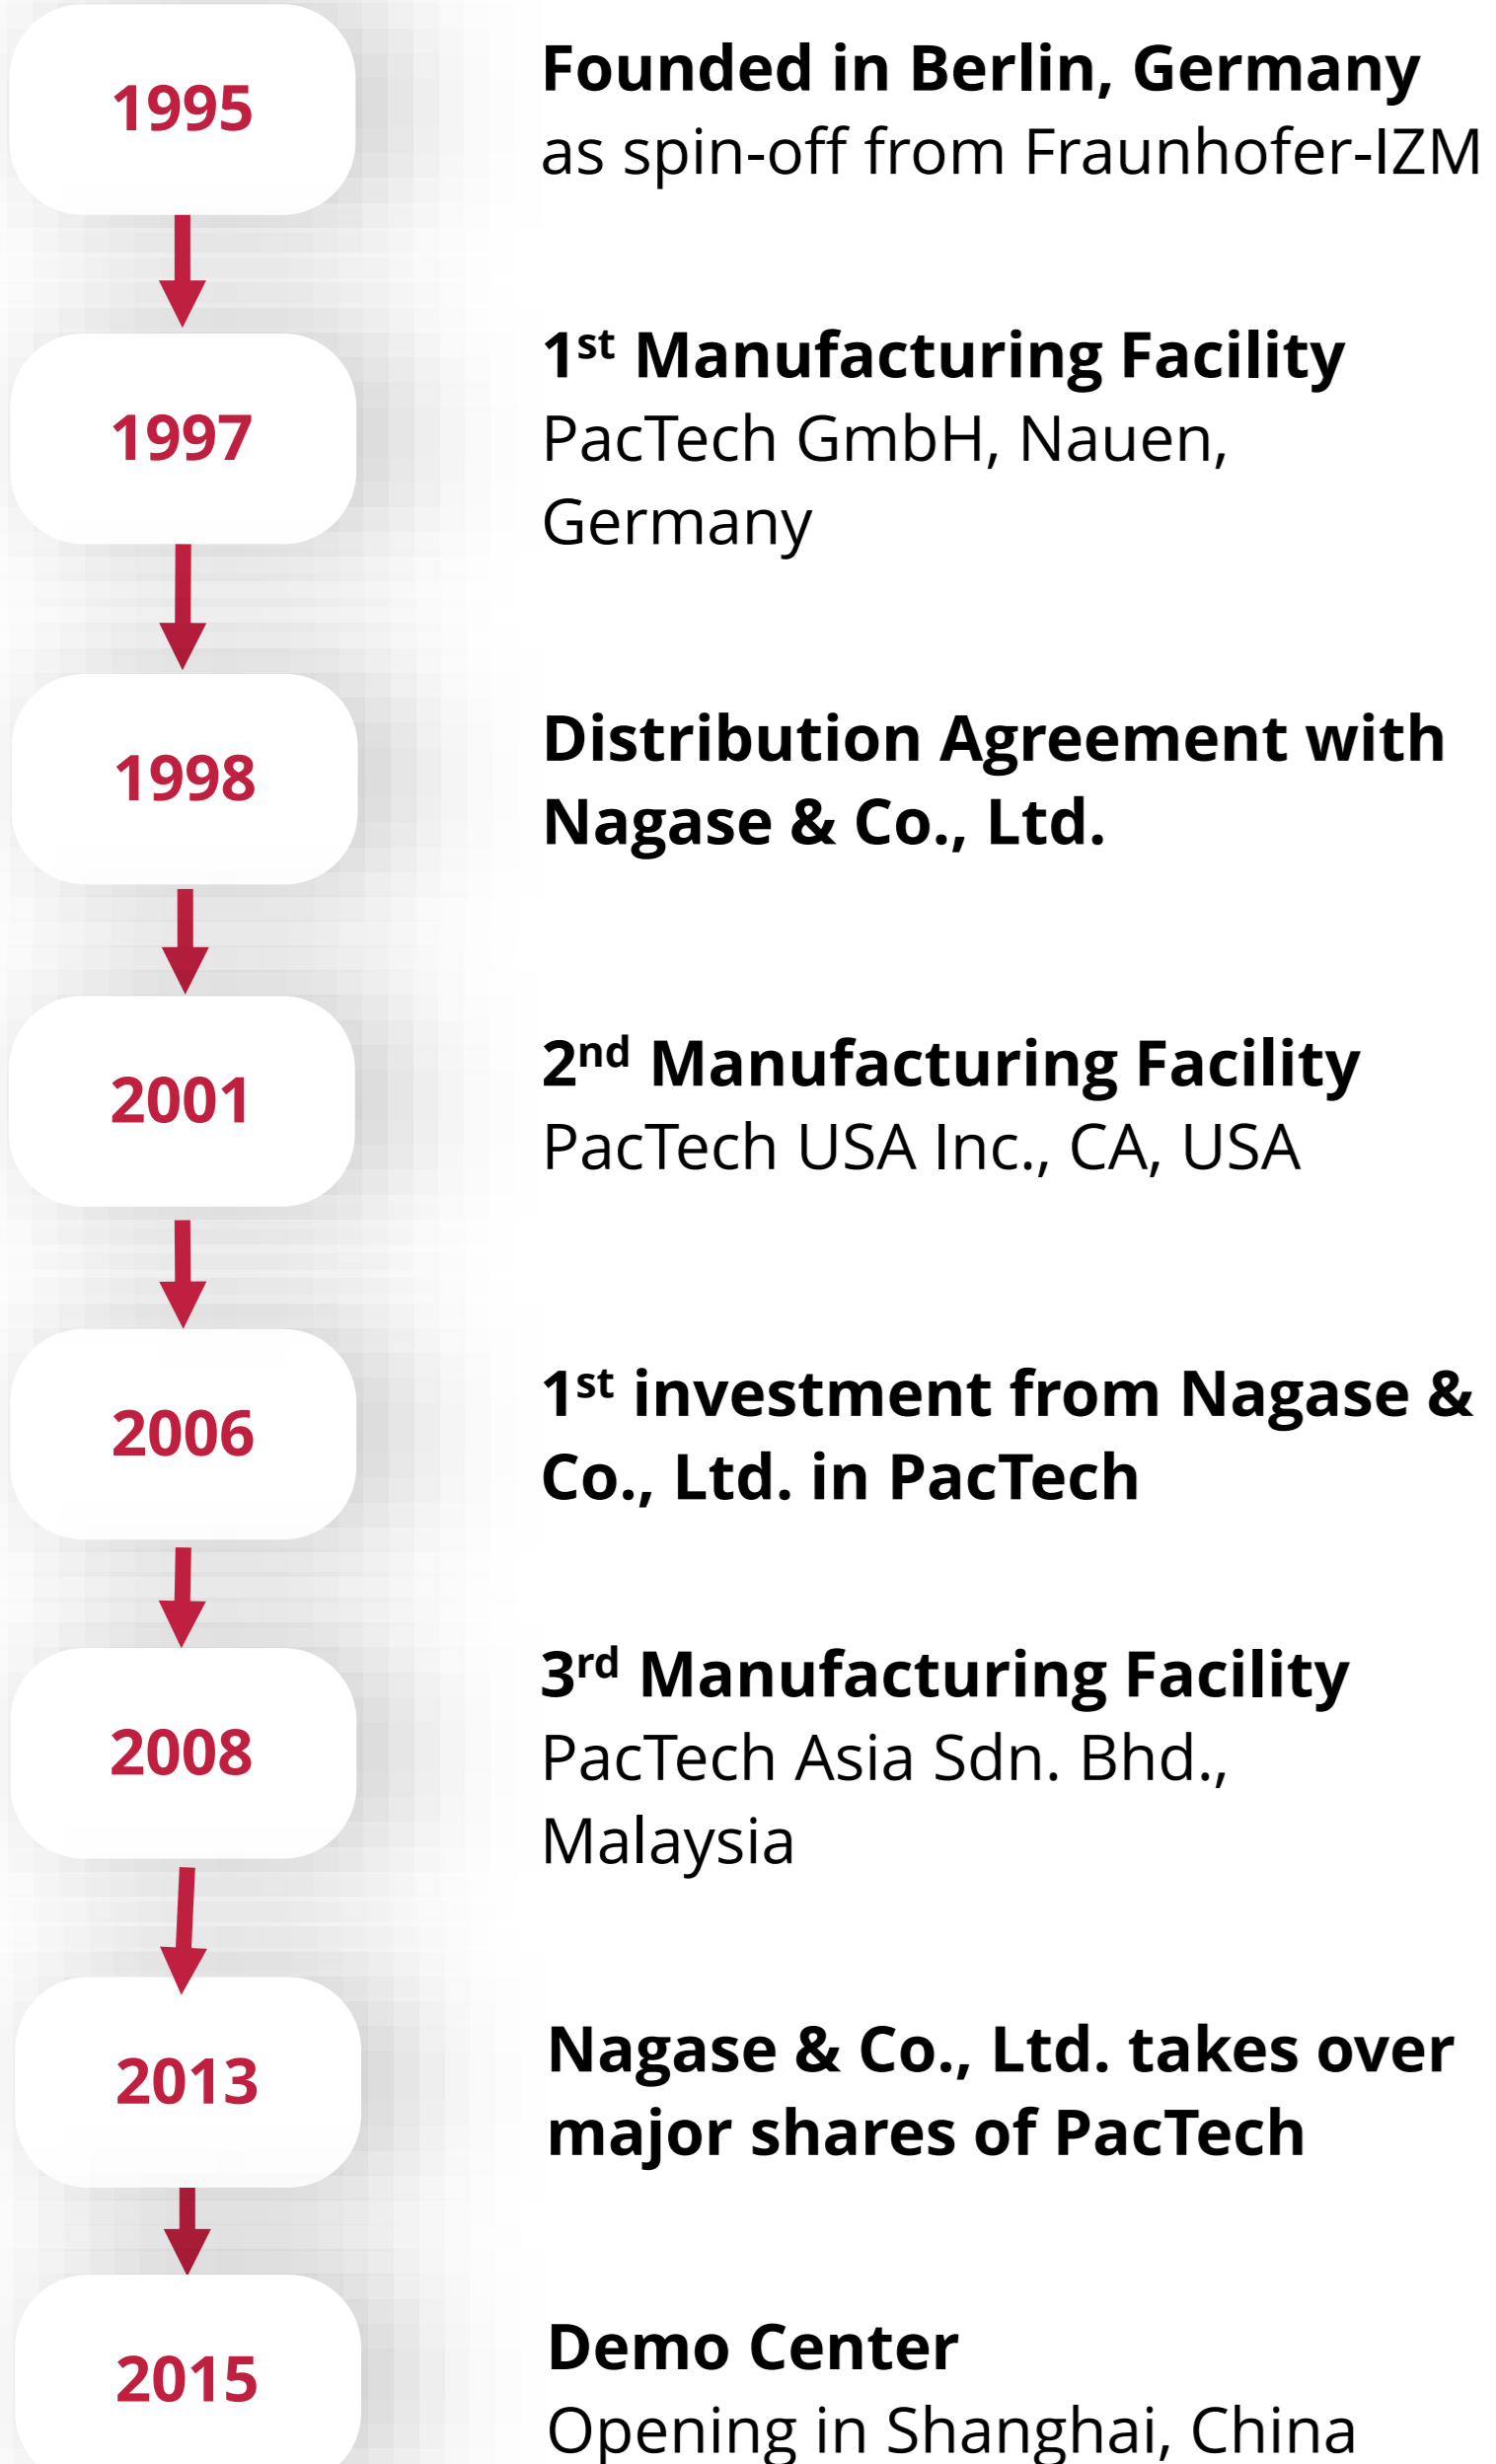 1995
Founded in Berlin, Germany
as spin-off from Fraunhofer-IZM
1997
1st Manufacturing Facility
PacTech GmbH, Nauen,
Germany
1998
Distribution Agreement with
Nagase & Co., Ltd.
2001
2nd Manufacturing Facility
PacTech USA Inc., CA, USA
2006
1st investment from Nagase &
Co., Ltd. in PacTech
2008
3rd Manufacturing Facility
PacTech Asia Sdn. Bhd.,
Malaysia
2013
Nagase & Co., Ltd. takes over
major shares of PacTech
2015
Demo Center
Opening in Shanghai, China